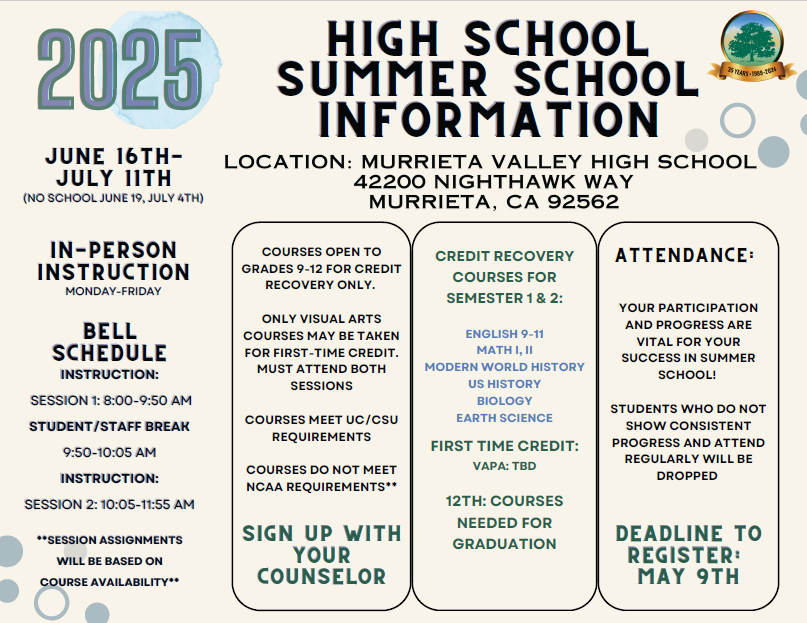 2025
HIGH SCHOOL
SUMMER SCHOOL
INFORMATION
35 YEARS • 1989-2024
JUNE 16TH-
JULY 11TH
(NO SCHOOL JUNE 19, JULY 4TH)
LOCATION: MURRIETA VALLEY HIGH SCHOOL
42200 NIGHTHAWK WAY
MURRIETA, CA 92562
IN-PERSON
INSTRUCTION
MONDAY-FRIDAY
BELL
SCHEDULE
INSTRUCTION:
SESSION 1: 8:00-9:50 AM
STUDENT/STAFF BREAK
9:50-10:05 AM
INSTRUCTION:
SESSION 2: 10:05-11:55 AM
**SESSION ASSIGNMENTS
WILL BE BASED ON
COURSE AVAILABILITY**
COURSES OPEN TO
GRADES 9-12 FOR CREDIT
RECOVERY ONLY.
ONLY VISUAL ARTS
COURSES MAY BE TAKEN
FOR FIRST-TIME CREDIT.
MUST ATTEND BOTH
SESSIONS
COURSES MEET UC/CSU
REQUIREMENTS
COURSES DO NOT MEET
NCAA REQUIREMENTS**
SIGN UP WITH
YOUR
COUNSELOR
CREDIT RECOVERY
COURSES FOR
SEMESTER 1 & 2:
ENGLISH 9-11
MATH I, II
MODERN WORLD HISTORY
US HISTORY
BIOLOGY
EARTH SCIENCE
FIRST TIME CREDIT:
VAPA: TBD
12TH: COURSES
NEEDED FOR
GRADUATION
ATTENDANCE:
YOUR PARTICIPATION
AND PROGRESS ARE
VITAL FOR YOUR
SUCCESS IN SUMMER
SCHOOL!
STUDENTS WHO DO NOT
SHOW CONSISTENT
PROGRESS AND ATTEND
REGULARLY WILL BE
DROPPED
DEADLINE TO
REGISTER:
MAY 9TH